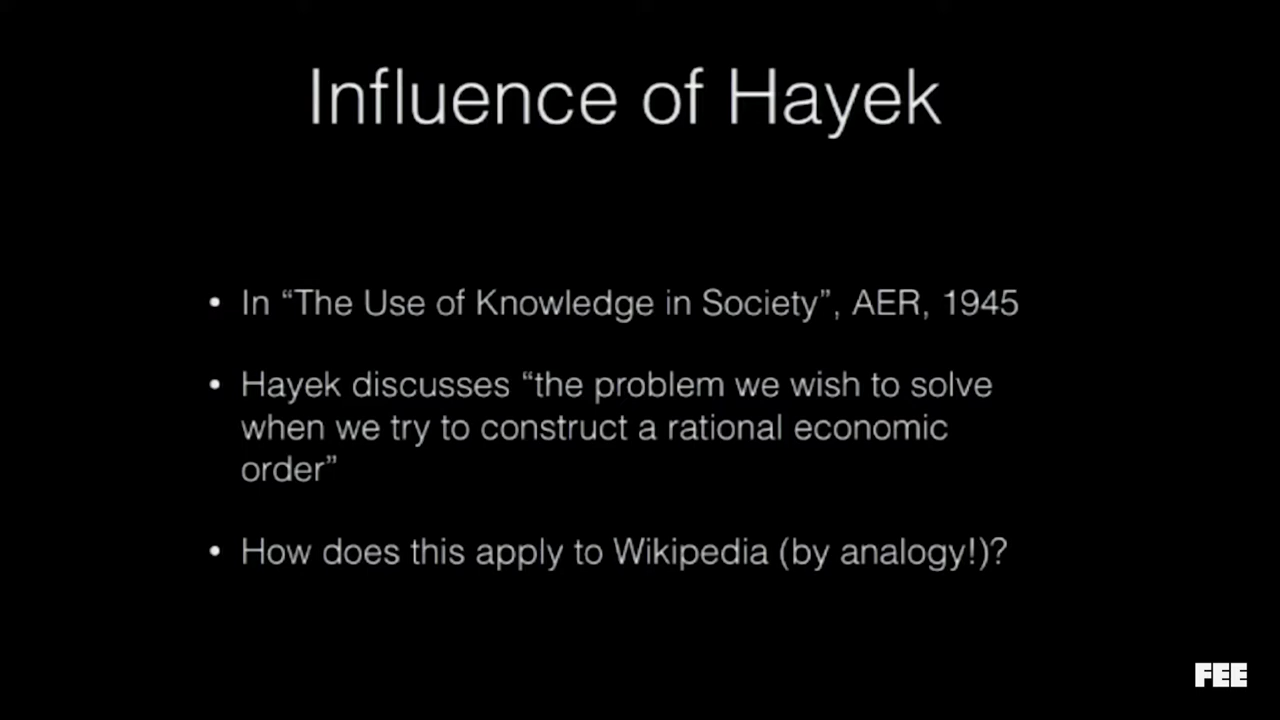 Influence of Hayek
• In “The Use of Knowledge in Society”, AER, 1945
• Hayek discusses “the problem we wish to solve
when we try to construct a rational economic
order”
• How does this apply to Wikipedia (by analogy!)?
FEE